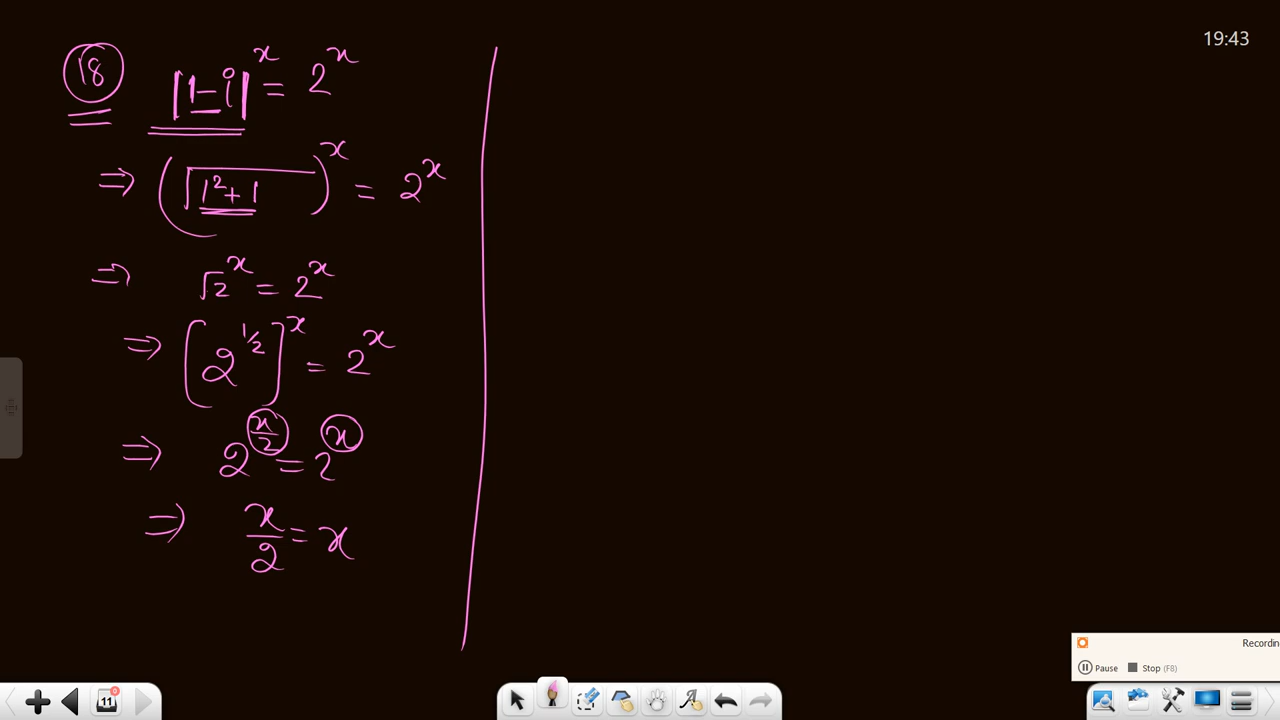 19:43
18 |1-i|^x = 2^x
⇒ (√(1²+1))^x = 2^x
⇒ √2^x = 2^x
⇒ [2^(1/2)]^x = 2^x
⇒ 2^(x/2) = 2^x
⇒ x/2 = x
Recordin
Pause Stop (F8)
11 0